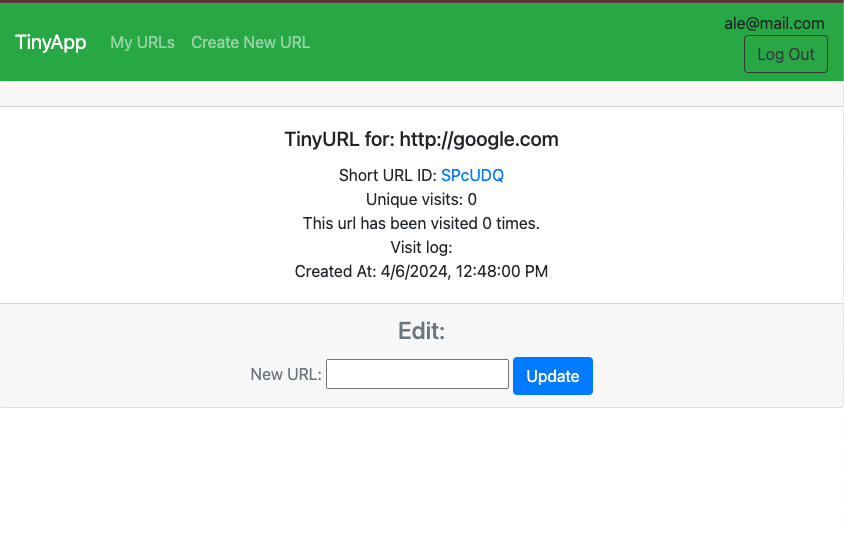 TinyApp My URLs Create New URL
ale@mail.com
Log Out
TinyURL for: http://google.com
Short URL ID: SPcUDQ
Unique visits: 0
This url has been visited 0 times.
Visit log:
Created At: 4/6/2024, 12:48:00 PM
Edit:
New URL: Update